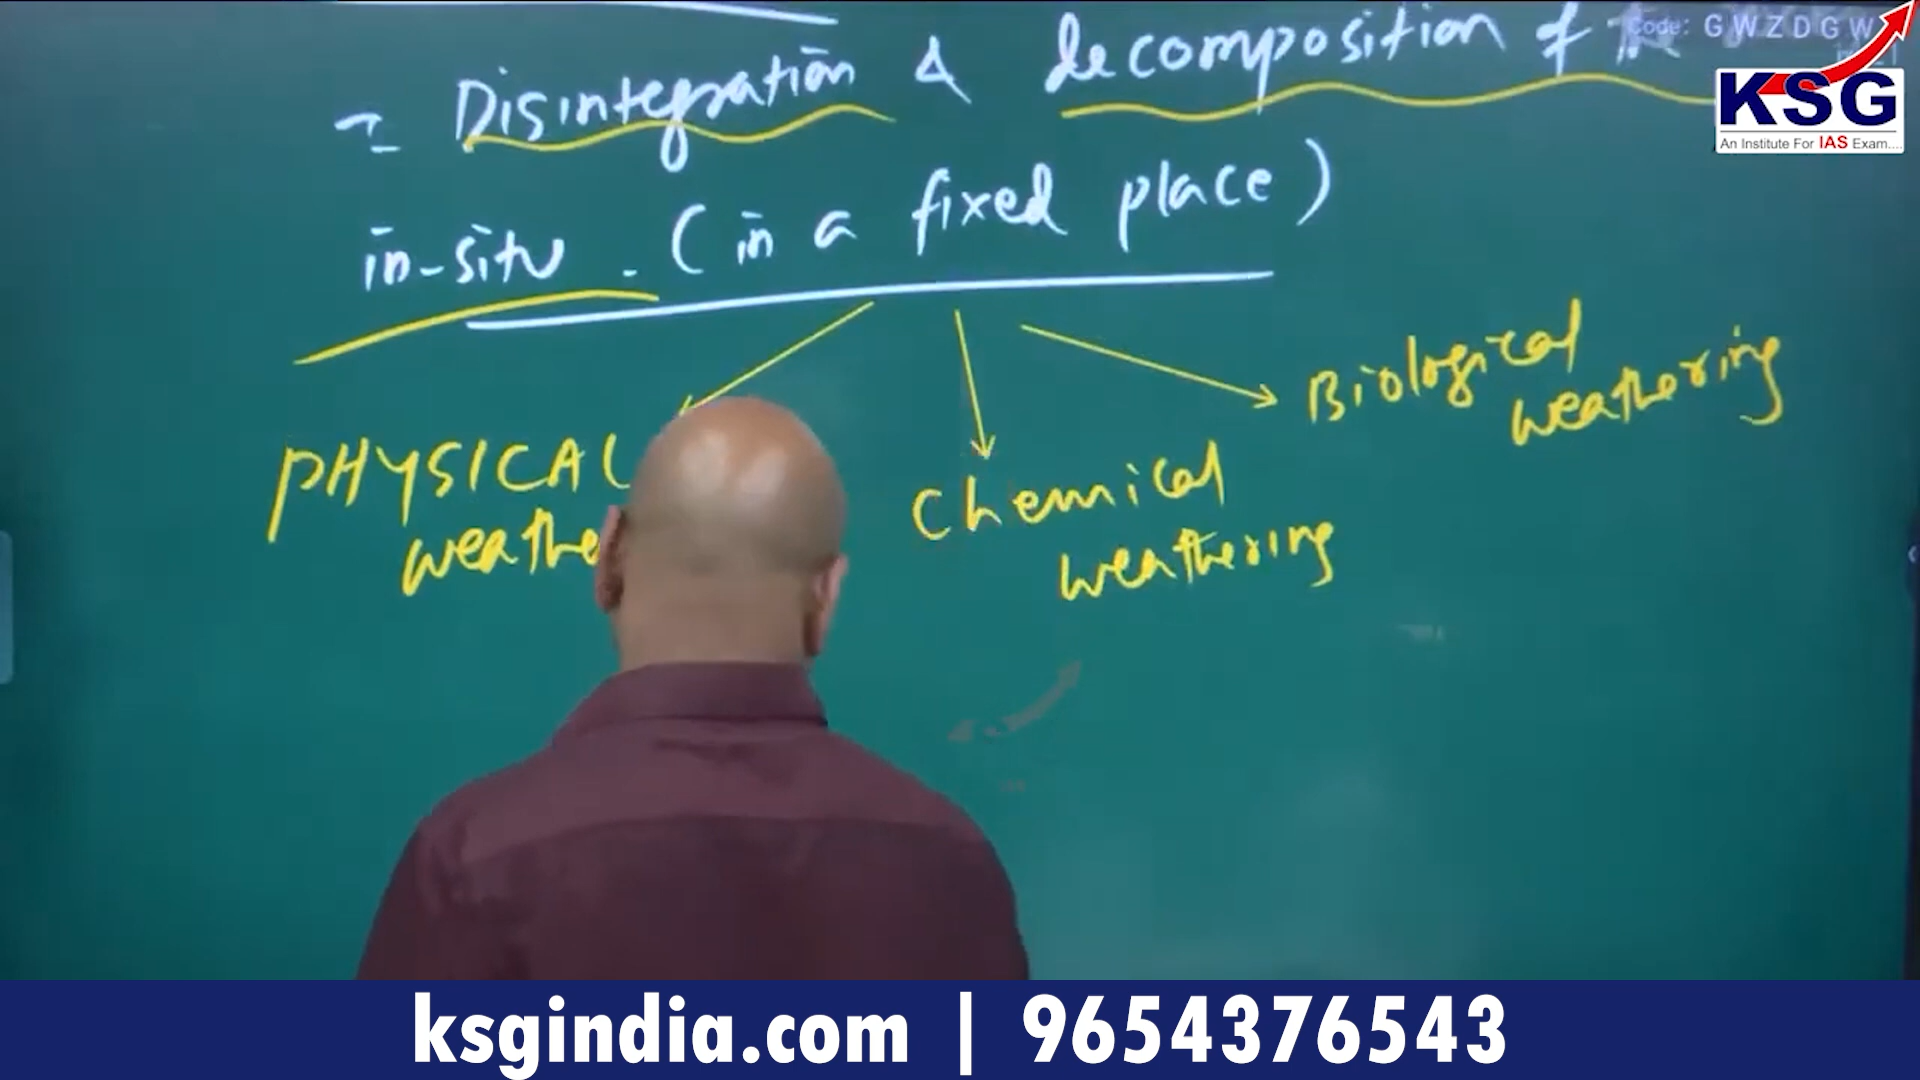 = Disintegration & decomposition of
Code: GWZDGW
KSG
An Institute For IAS Exam....
in-situ - (in a fixed place)
Biological
weathering
PHYSICAL
weathe
Chemical
weathering
ksgindia.com | 9654376543